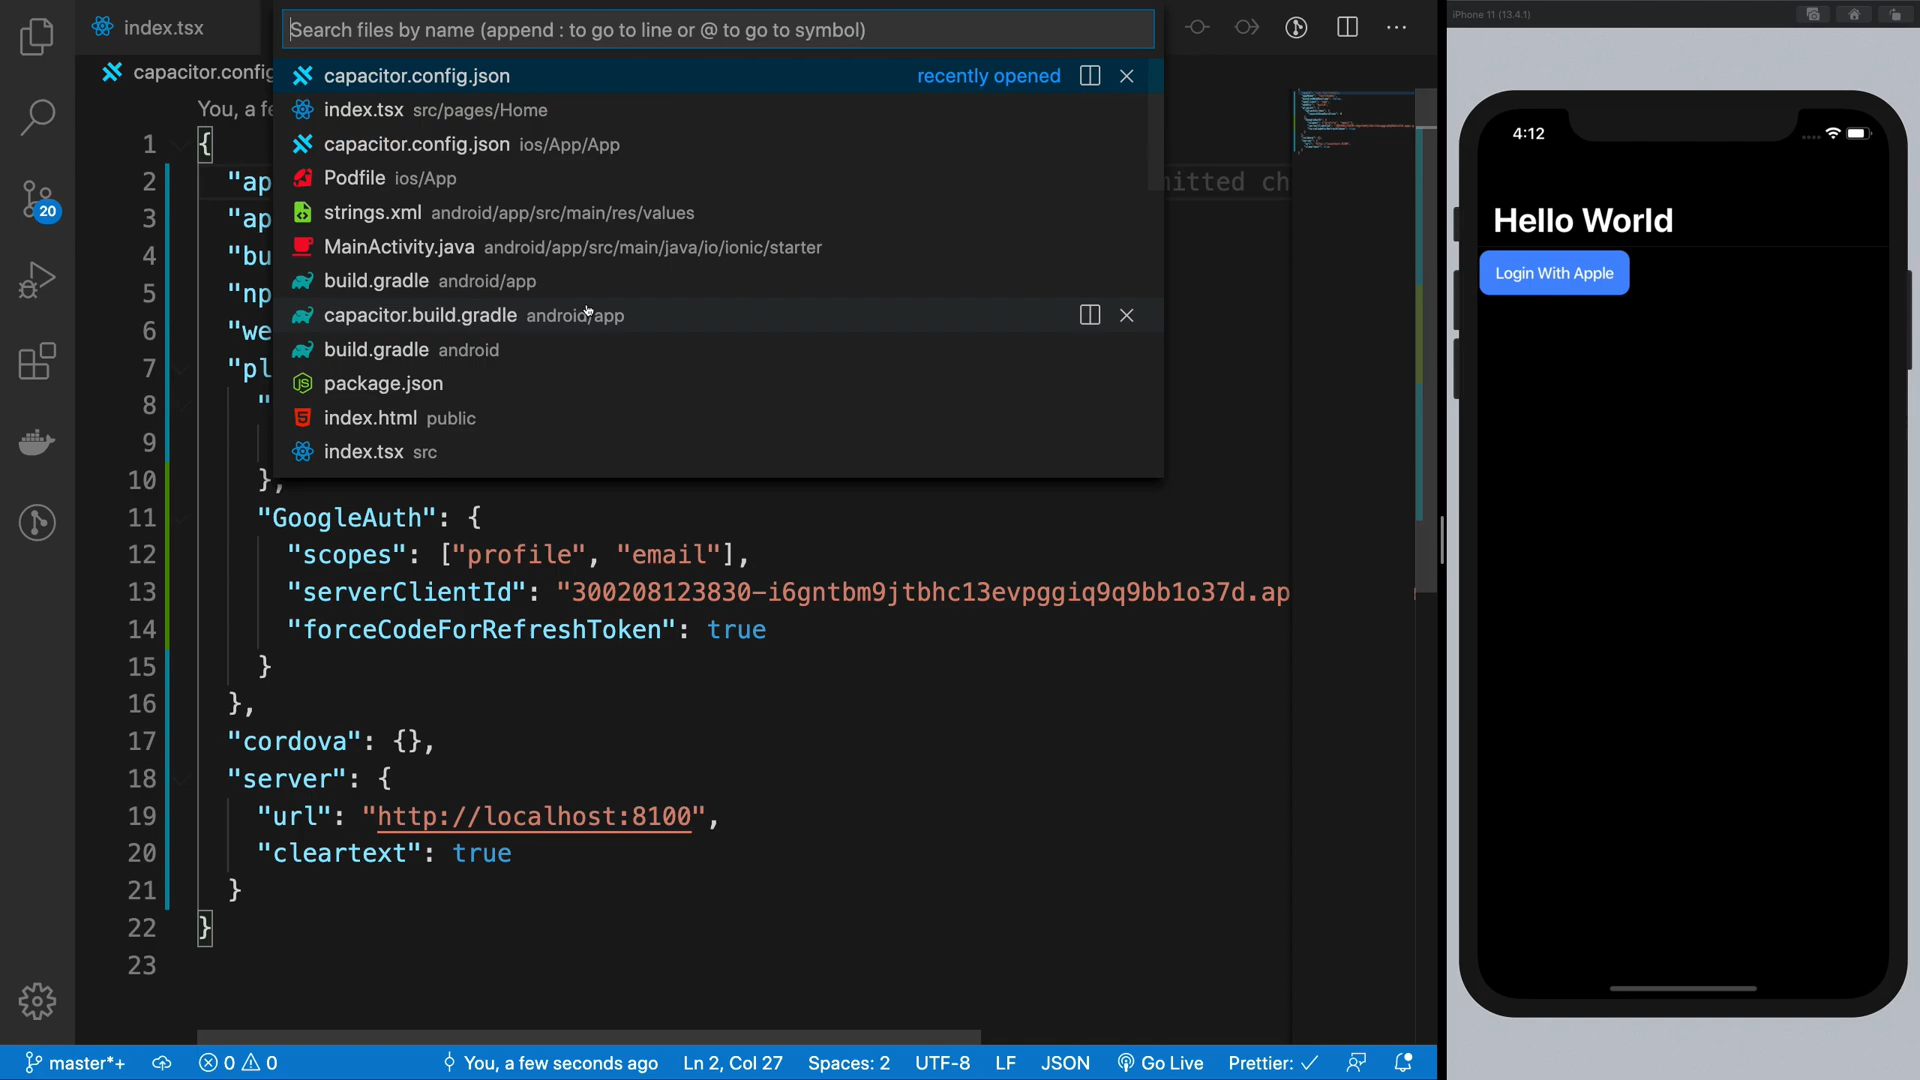 index.tsx
Search files by name (append : to go to line or @ to go to symbol)
capacitor.config
capacitor.config.json recently opened
You, a fe
index.tsx src/pages/Home
1 {
capacitor.config.json ios/App/App
2 "ap
Podfile ios/App
itted ch
3 "ap
strings.xml android/app/src/main/res/values
4 "bu
MainActivity.java android/app/src/main/java/io/ionic/starter
5 "np
build.gradle android/app
6 "we
capacitor.build.gradle android/app
7 "pl
build.gradle android
8 "
package.json
9
index.html public
index.tsx src
10 },
11 "GoogleAuth": {
12 "scopes": ["profile", "email"],
13 "serverClientId": "300208123830-i6gntbm9jtbhc13evpggiq9q9bb1o37d.ap
14 "forceCodeForRefreshToken": true
15 }
16 },
17 "cordova": {},
18 "server": {
19 "url": "http://localhost:8100",
20 "cleartext": true
21 }
22 }
23
20
master*+ 0 0 You, a few seconds ago Ln 2, Col 27 Spaces: 2 UTF-8 LF JSON Go Live Prettier: ✓
iPhone 11 (13.4.1)
4:12
Hello World
Login With Apple